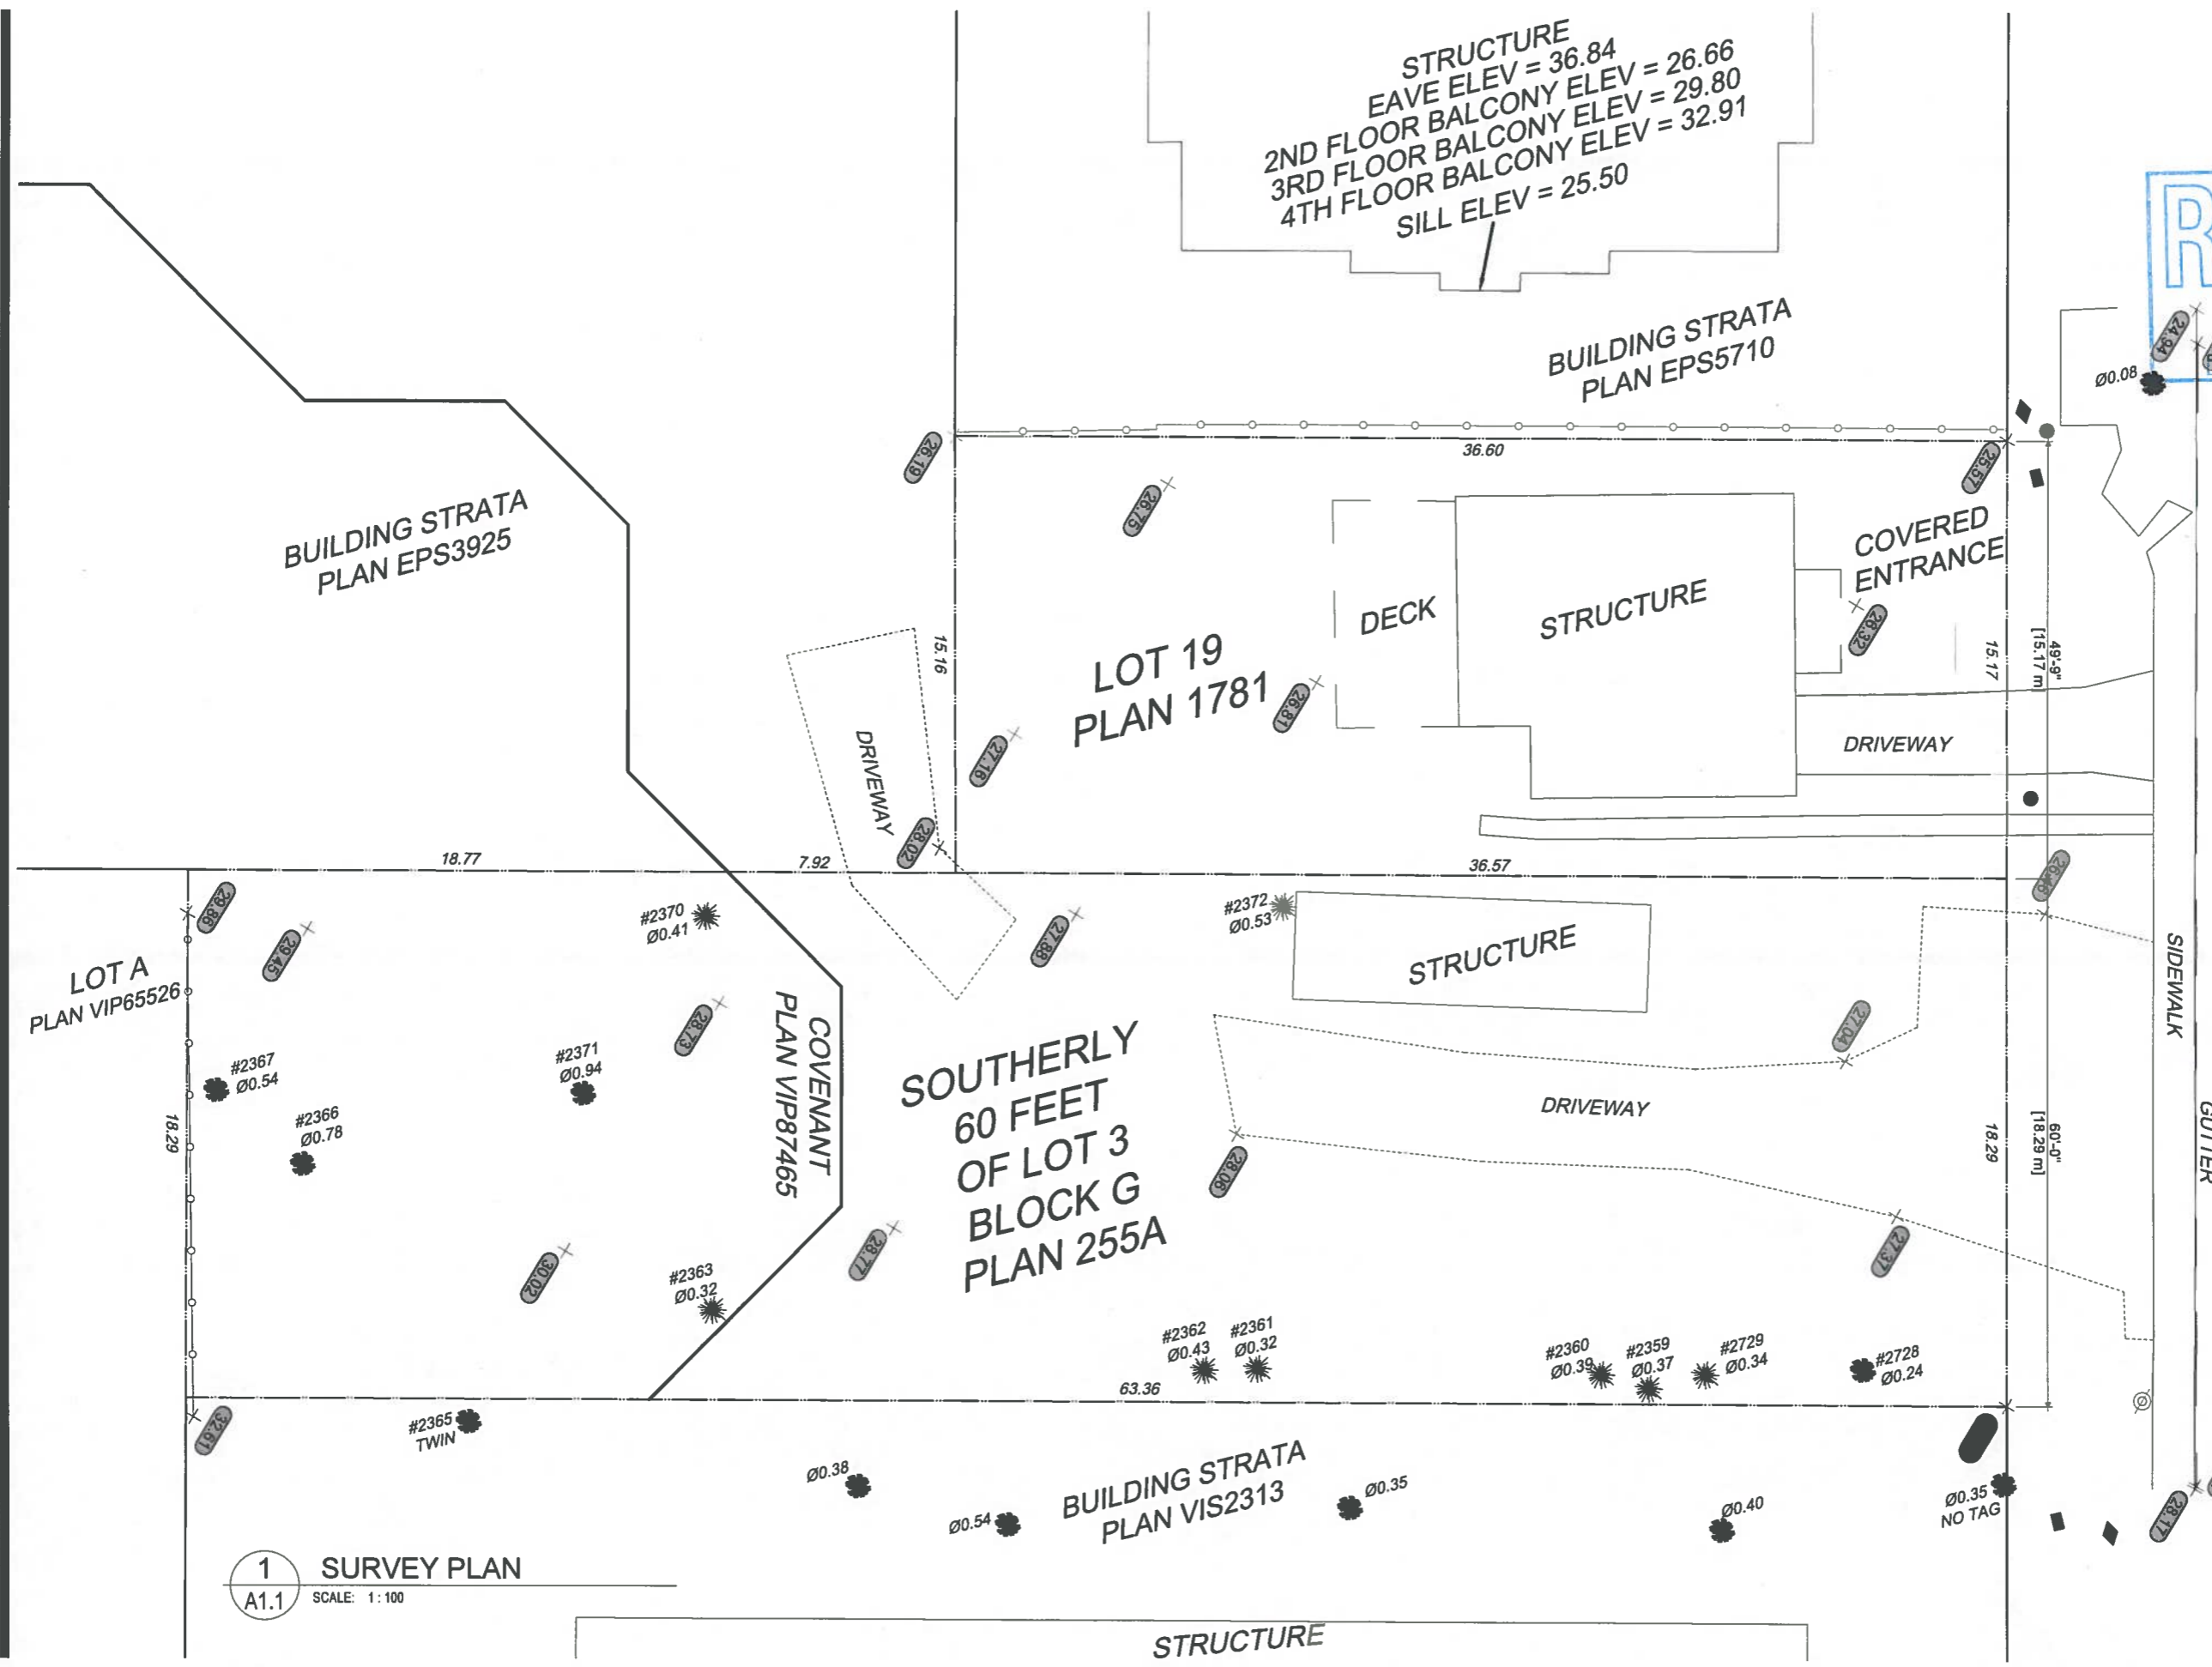 STRUCTURE
EAVE ELEV = 36.84
2ND FLOOR BALCONY ELEV = 26.66
3RD FLOOR BALCONY ELEV = 29.80
4TH FLOOR BALCONY ELEV = 32.91
SILL ELEV = 25.50
R
BUILDING STRATA
PLAN EPS5710
24.94
Ø0.08
BUILDING STRATA
PLAN EPS3925
26.19
36.60
25.57
26.75
COVERED
ENTRANCE
DECK
STRUCTURE
26.32
15.16
LOT 19
PLAN 1781
26.81
15.17
49'-9"
[15.17 m]
DRIVEWAY
27.16
DRIVEWAY
28.02
18.77
7.92
36.57
26.46
29.86
29.45
#2370
Ø0.41
27.88
#2372
Ø0.53
STRUCTURE
SIDEWALK
LOT A
PLAN VIP65526
28.73
COVENANT
PLAN VIP87465
27.04
#2367
Ø0.54
#2371
Ø0.94
#2366
Ø0.78
18.29
SOUTHERLY
60 FEET
OF LOT 3
BLOCK G
PLAN 255A
DRIVEWAY
28.06
18.29
60'-0"
[18.29 m]
GUTTER
30.02
#2363
Ø0.32
28.77
27.37
#2362
Ø0.43
#2361
Ø0.32
#2360
Ø0.39
#2359
Ø0.37
#2729
Ø0.34
#2728
Ø0.24
63.36
32.61
#2365
TWIN
Ø0.38
Ø0.54
BUILDING STRATA
PLAN VIS2313
Ø0.35
Ø0.40
Ø0.35
NO TAG
28.17
1
A1.1
SURVEY PLAN
SCALE: 1 : 100
STRUCTURE